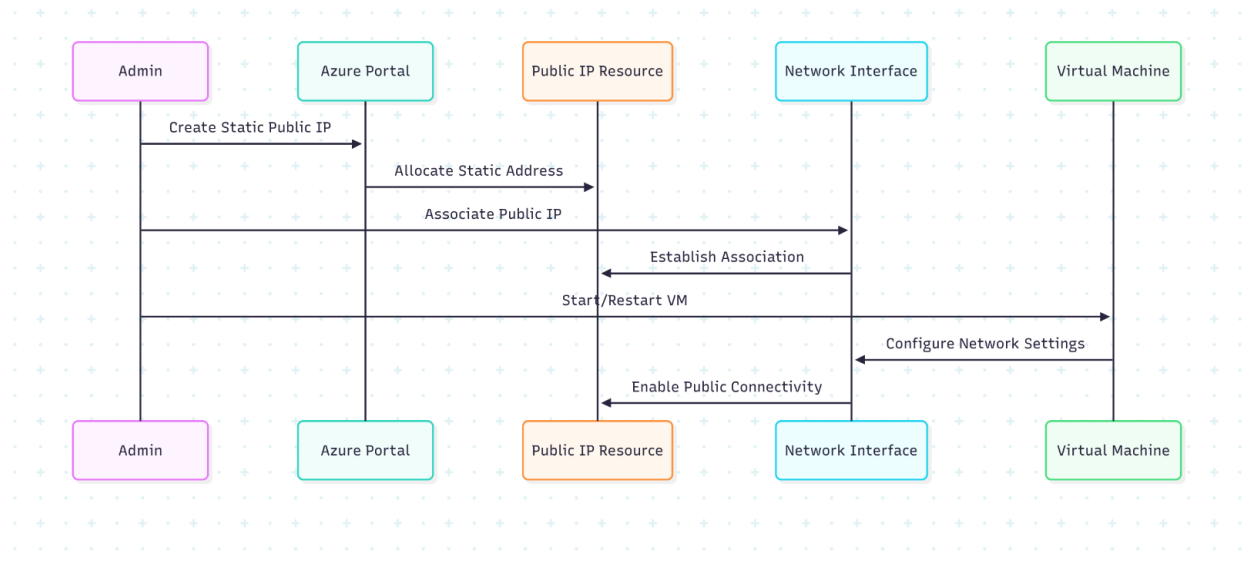 Admin
Azure Portal
Public IP Resource
Network Interface
Virtual Machine
Create Static Public IP
Allocate Static Address
Associate Public IP
Establish Association
Start/Restart VM
Configure Network Settings
Enable Public Connectivity
Admin
Azure Portal
Public IP Resource
Network Interface
Virtual Machine